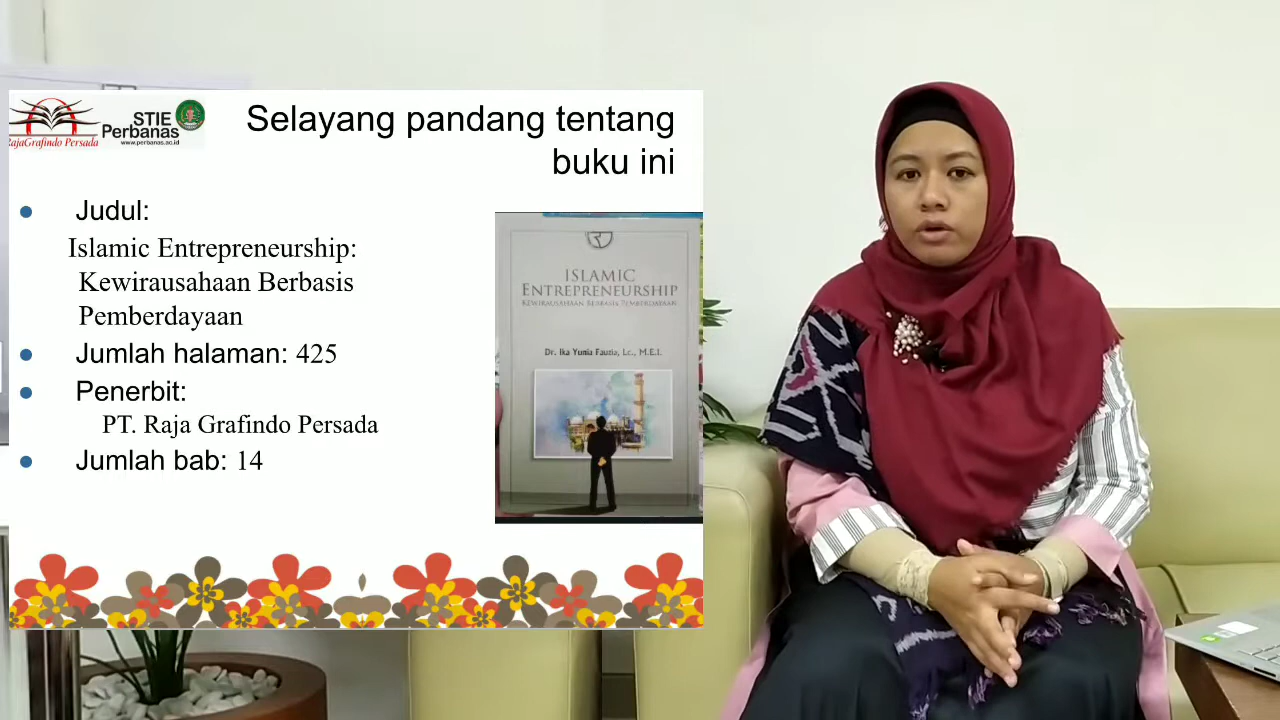 RajaGrafindo Persada
STIE
Perbanas
www.perbanas.ac.id
Selayang pandang tentang
buku ini
• Judul:
Islamic Entrepreneurship:
Kewirausahaan Berbasis
Pemberdayaan
• Jumlah halaman: 425
• Penerbit:
PT. Raja Grafindo Persada
• Jumlah bab: 14
ISLAMIC
ENTREPRENEURSHIP
KEWIRAUSAHAAN BERBASIS PEMBERDAYAAN
Dr. Ika Yunia Fauzia, Lc., M.E.I.